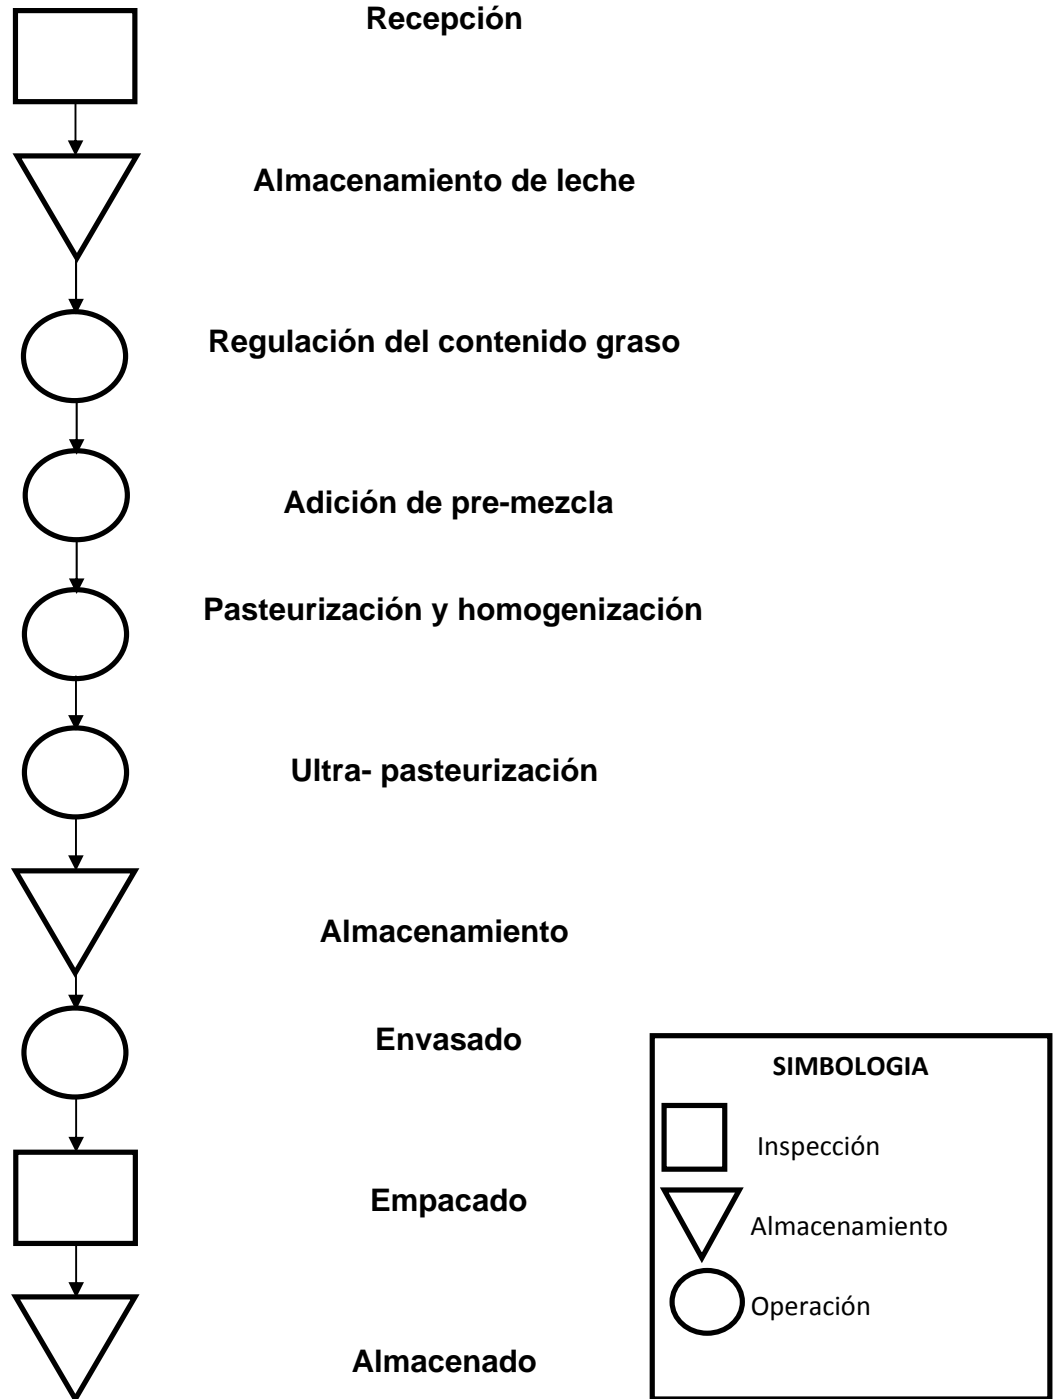 Recepción
Almacenamiento de leche
Regulación del contenido graso
Adición de pre-mezcla
Pasteurización y homogenización
Ultra- pasteurización
Almacenamiento
Envasado
Empacado
Almacenado
SIMBOLOGIA
Inspección
Almacenamiento
Operación